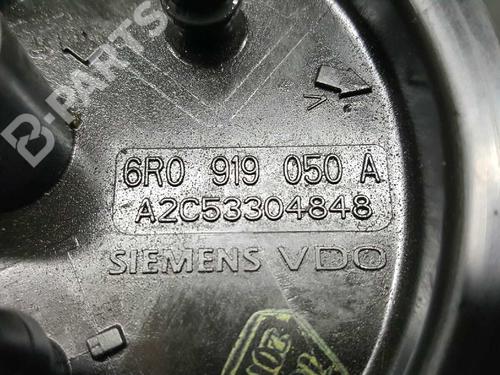 B-PARTS
V
6R0 919 050 A
A2C53304848
SIEMENS VDO